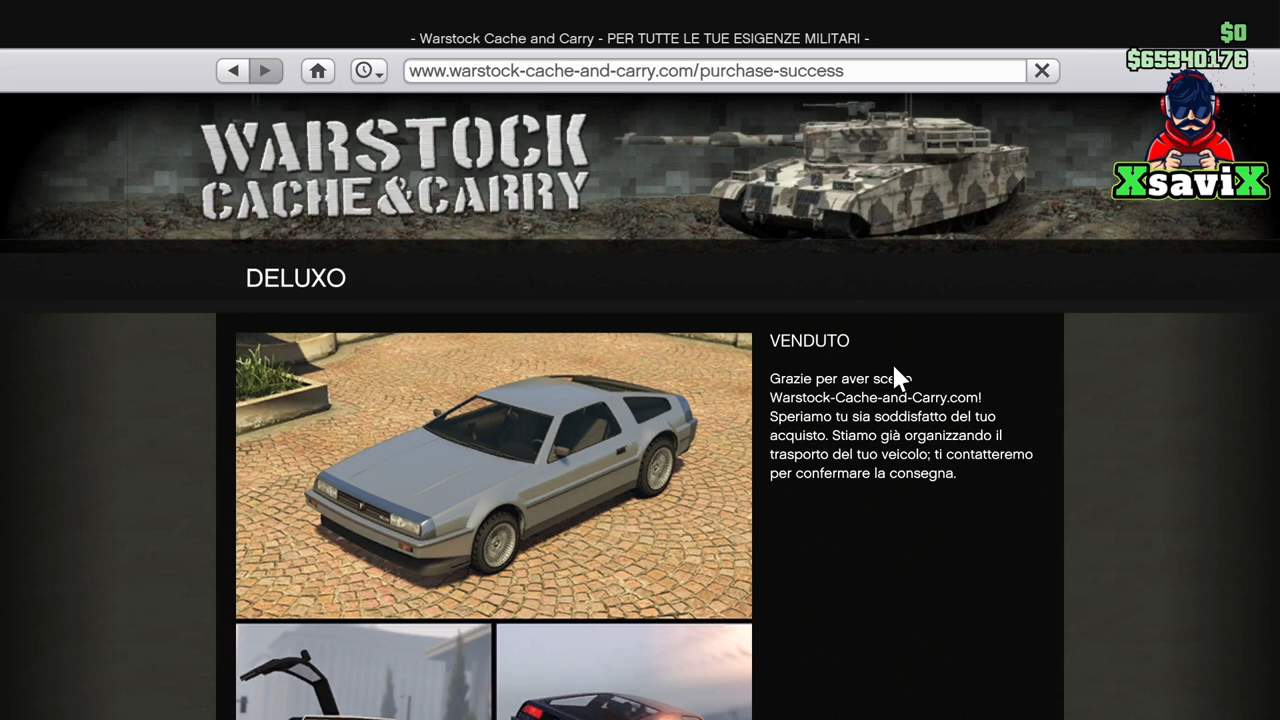 - Warstock Cache and Carry - PER TUTTE LE TUE ESIGENZE MILITARI -
$0
$65340176
www.warstock-cache-and-carry.com/purchase-success
WARSTOCK
CACHE&CARRY
XsaviX
DELUXO
VENDUTO
Grazie per aver
Warstock-Cache-and-Carry.com!
Speriamo tu sia soddisfatto del tuo
acquisto. Stiamo già organizzando il
trasporto del tuo veicolo; ti contatteremo
per confermare la consegna.